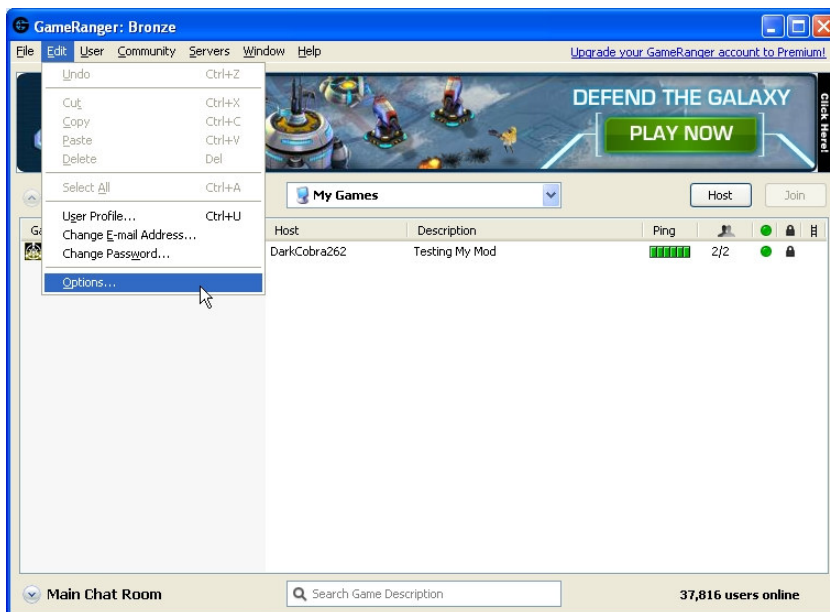 GameRanger: Bronze
File Edit User Community Servers Window Help Upgrade your GameRanger account to Premium!
Undo Ctrl+Z
Cut Ctrl+X
Copy Ctrl+C
Paste Ctrl+V
Delete Del
Select All Ctrl+A
User Profile... Ctrl+U
Change E-mail Address...
Change Password...
Options...
DEFEND THE GALAXY
PLAY NOW
Click Here!
My Games Host Join
Host Description Ping
DarkCobra262 Testing My Mod 2/2
Main Chat Room Search Game Description 37,816 users online